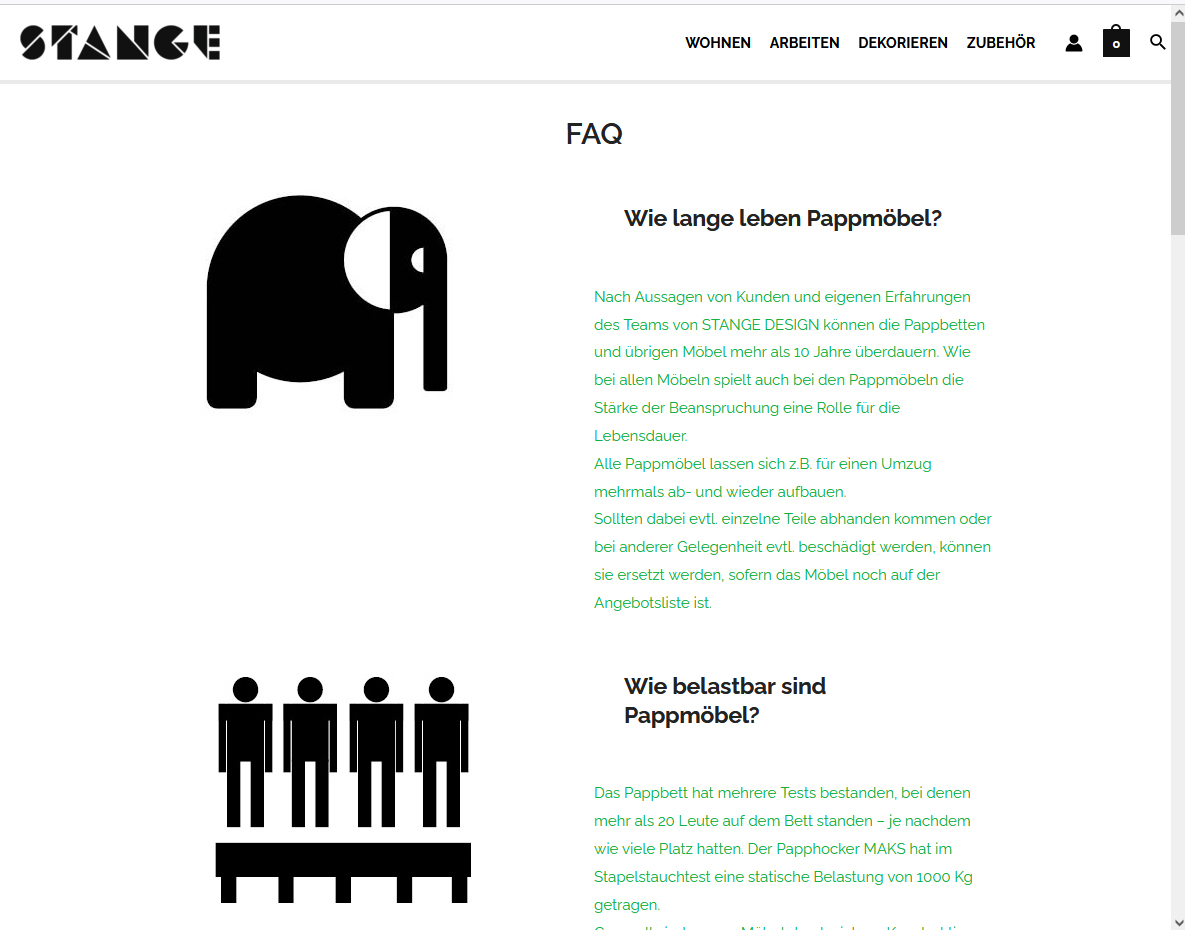 STANGE
WOHNEN ARBEITEN DEKORIEREN ZUBEHÖR 0
FAQ
Wie lange leben Pappmöbel?
Nach Aussagen von Kunden und eigenen Erfahrungen
des Teams von STANGE DESIGN können die Pappbetten
und übrigen Möbel mehr als 10 Jahre überdauern. Wie
bei allen Möbeln spielt auch bei den Pappmöbeln die
Stärke der Beanspruchung eine Rolle für die
Lebensdauer.
Alle Pappmöbel lassen sich z.B. für einen Umzug
mehrmals ab- und wieder aufbauen.
Sollten dabei evtl. einzelne Teile abhanden kommen oder
bei anderer Gelegenheit evtl. beschädigt werden, können
sie ersetzt werden, sofern das Möbel noch auf der
Angebotsliste ist.
Wie belastbar sind
Pappmöbel?
Das Pappbett hat mehrere Tests bestanden, bei denen
mehr als 20 Leute auf dem Bett standen – je nachdem
wie viele Platz hatten. Der Papphocker MAKS hat im
Stapelstauchtest eine statische Belastung von 1000 Kg
getragen.